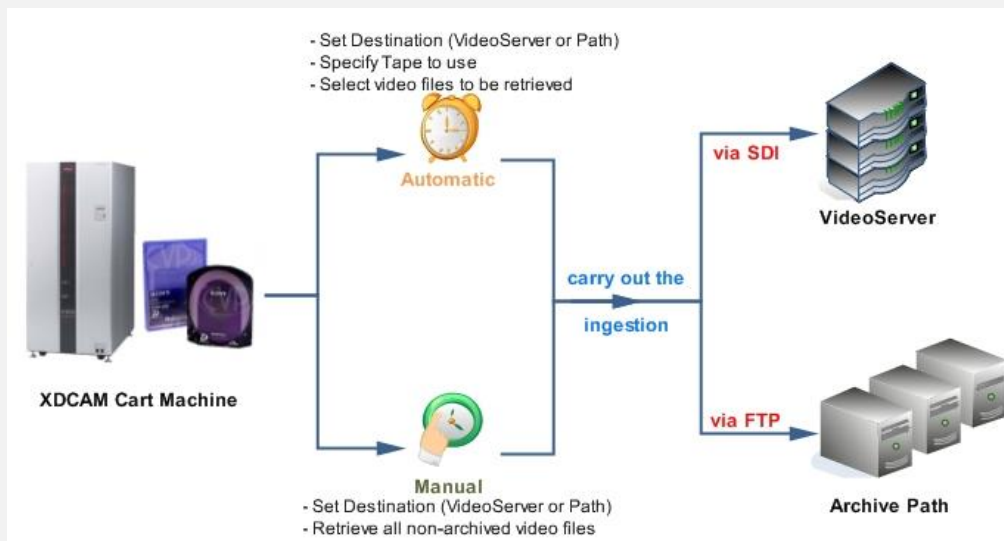 - Set Destination (VideoServer or Path)
- Specify Tape to use
- Select video files to be retrieved
Automatic
via SDI
VideoServer
carry out the
ingestion
XDCAM Cart Machine
via FTP
Manual
- Set Destination (VideoServer or Path)
- Retrieve all non-archived video files
Archive Path